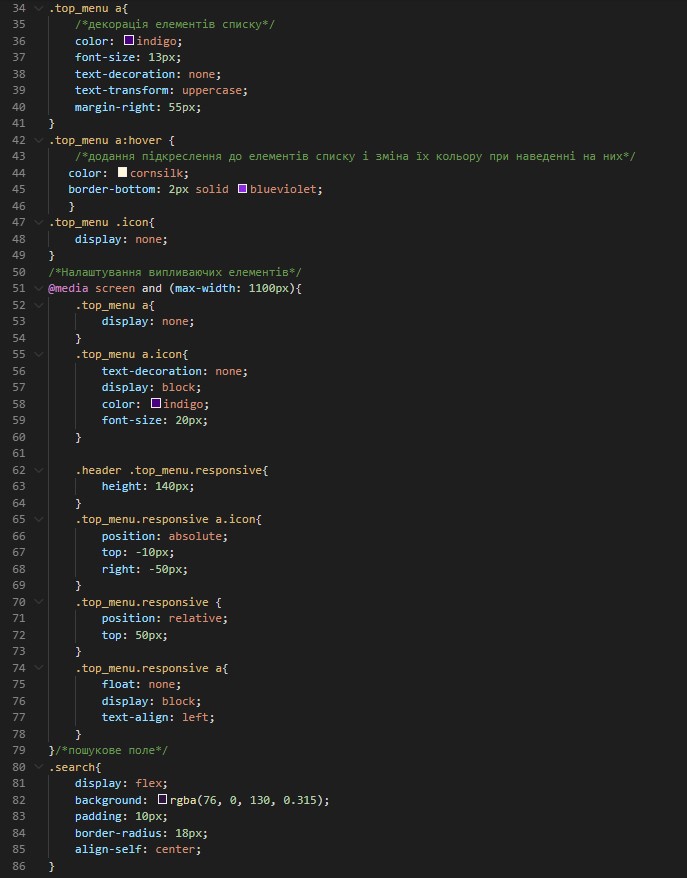 34 .top_menu a{
35 /*декорація елементів списку*/
36 color: indigo;
37 font-size: 13px;
38 text-decoration: none;
39 text-transform: uppercase;
40 margin-right: 55px;
41 }
42 .top_menu a:hover {
43 /*додання підкреслення до елементів списку і зміна їх кольору при наведенні на них*/
44 color: cornsilk;
45 border-bottom: 2px solid blueviolet;
46 }
47 .top_menu .icon{
48 display: none;
49 }
50 /*Налаштування випливаючих елементів*/
51 @media screen and (max-width: 1100px){
52 .top_menu a{
53 display: none;
54 }
55 .top_menu a.icon{
56 text-decoration: none;
57 display: block;
58 color: indigo;
59 font-size: 20px;
60 }
61
62 .header .top_menu.responsive{
63 height: 140px;
64 }
65 .top_menu.responsive a.icon{
66 position: absolute;
67 top: -10px;
68 right: -50px;
69 }
70 .top_menu.responsive {
71 position: relative;
72 top: 50px;
73 }
74 .top_menu.responsive a{
75 float: none;
76 display: block;
77 text-align: left;
78 }
79 }/*пошукове поле*/
80 .search{
81 display: flex;
82 background: rgba(76, 0, 130, 0.315);
83 padding: 10px;
84 border-radius: 18px;
85 align-self: center;
86 }